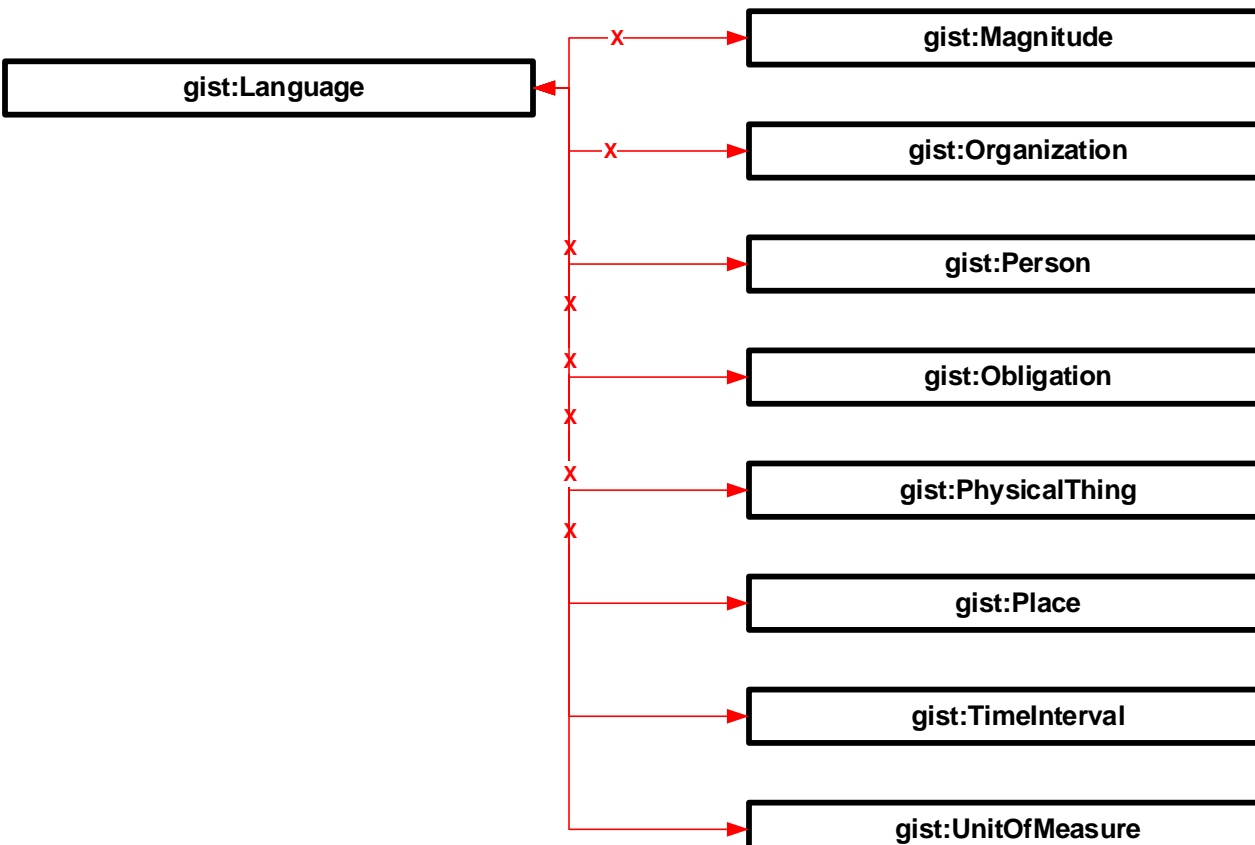 gist:Magnitude
X
gist:Language
gist:Organization
X
gist:Person
X
X
gist:Obligation
X
X
gist:PhysicalThing
X
X
gist:Place
gist:TimeInterval
gist:UnitOfMeasure